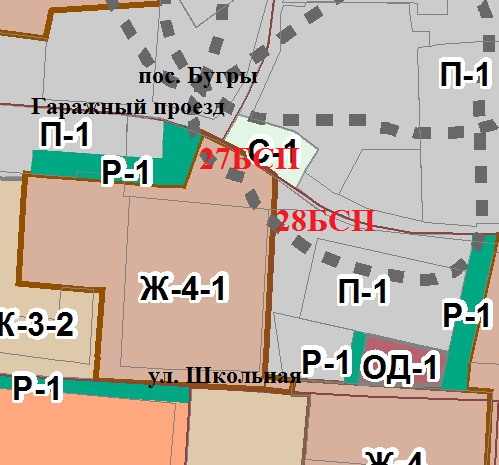 пос. Бугры
П-1
Гаражный проезд
П-1
С-1
27БСП
Р-1
28БСП
Ж-4-1
П-1
Р-1
Ж-3-2
Р-1
ОД-1
ул. Школьная
Р-1
Ж-4